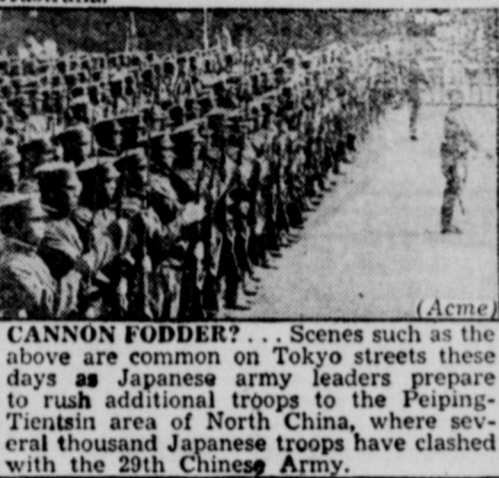 (Acme)
CANNON FODDER? . . . Scenes such as the
above are common on Tokyo streets these
days as Japanese army leaders prepare
to rush additional troops to the Peiping-
Tientsin area of North China, where sev-
eral thousand Japanese troops have clashed
with the 29th Chinese Army.